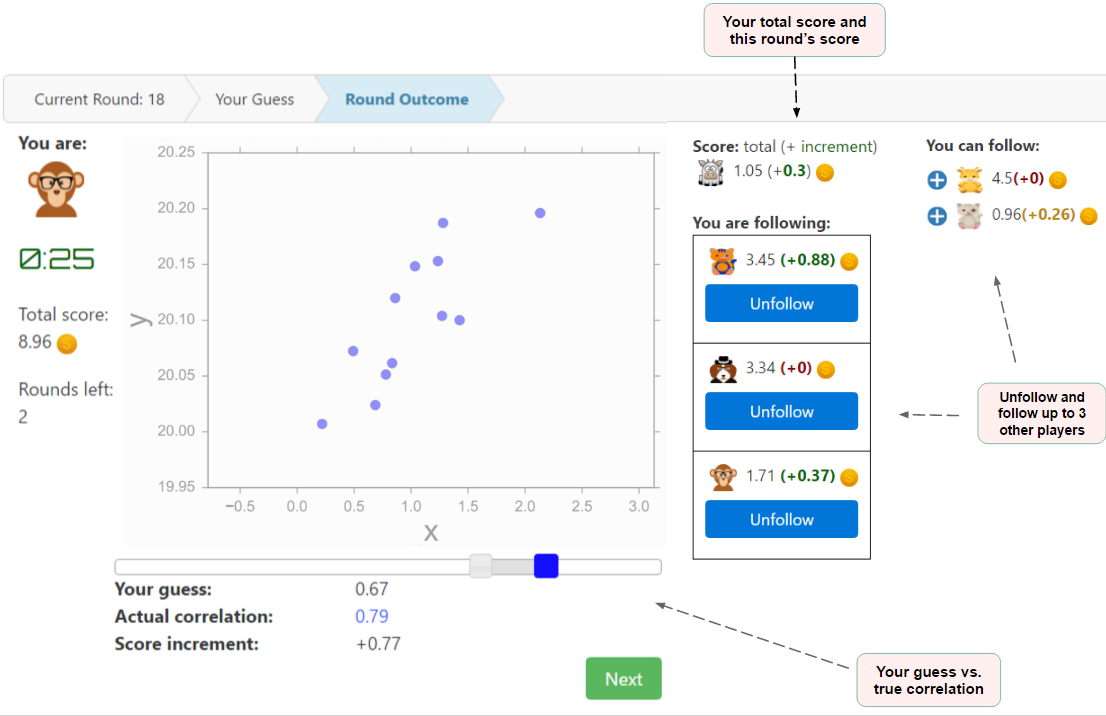 Your total score and
this round's score
Current Round: 18
Your Guess
Round Outcome
You are:
0:25
Total score:
8.96
Rounds left:
2
20.25
20.20
20.15
20.10
20.05
20.00
19.95
y
−0.5 0.0 0.5 1.0 1.5 2.0 2.5 3.0
X
Your guess: 0.67
Actual correlation: 0.79
Score increment: +0.77
Next
Score: total (+ increment)
1.05 (+0.3)
You are following:
3.45 (+0.88)
Unfollow
3.34 (+0)
Unfollow
1.71 (+0.37)
Unfollow
You can follow:
4.5(+0)
0.96(+0.26)
Unfollow and
follow up to 3
other players
Your guess vs.
true correlation